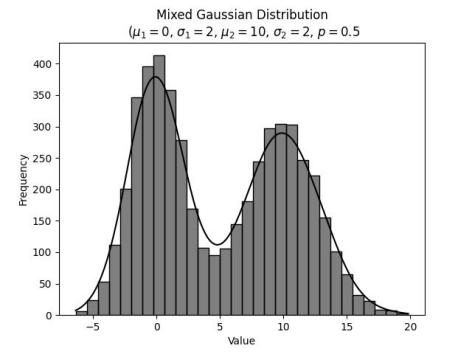 Mixed Gaussian Distribution
(μ₁ = 0, σ₁ = 2, μ₂ = 10, σ₂ = 2, p = 0.5
400
350
300
250
200
150
100
50
0
Frequency
−5 0 5 10 15 20
Value